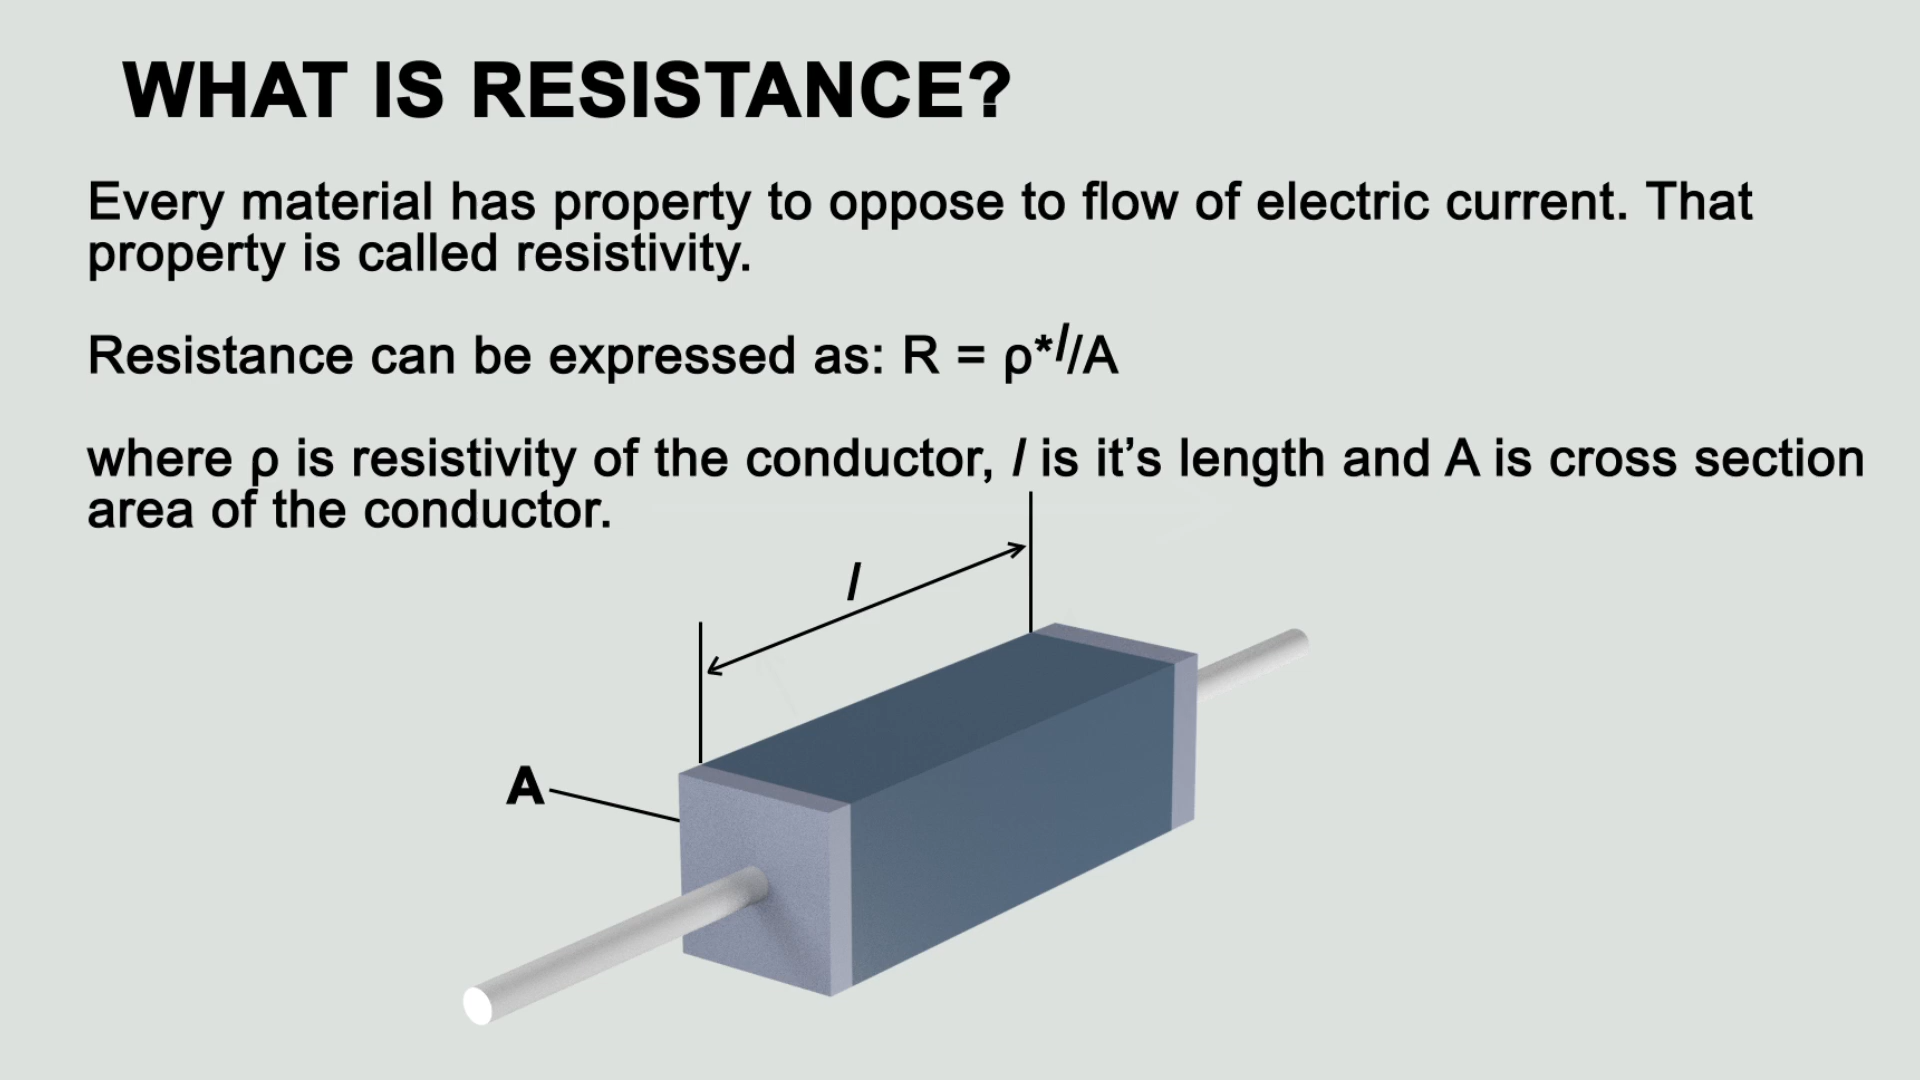 WHAT IS RESISTANCE?
Every material has property to oppose to flow of electric current. That
property is called resistivity.
Resistance can be expressed as: R = ρ*l/A
where ρ is resistivity of the conductor, l is it’s length and A is cross section
area of the conductor.
l
A